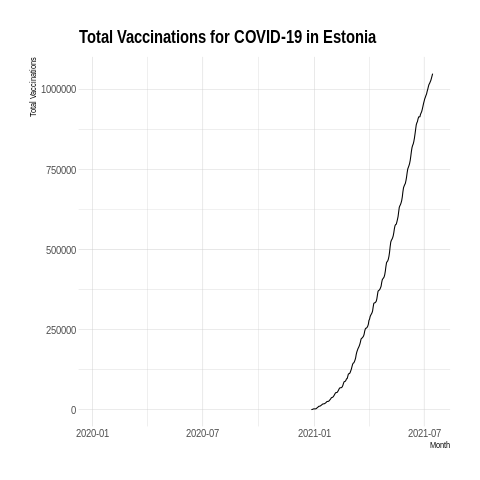 Total Vaccinations for COVID-19 in Estonia
Total Vaccinations
1000000
750000
500000
250000
0
2020-01 2020-07 2021-01 2021-07
Month